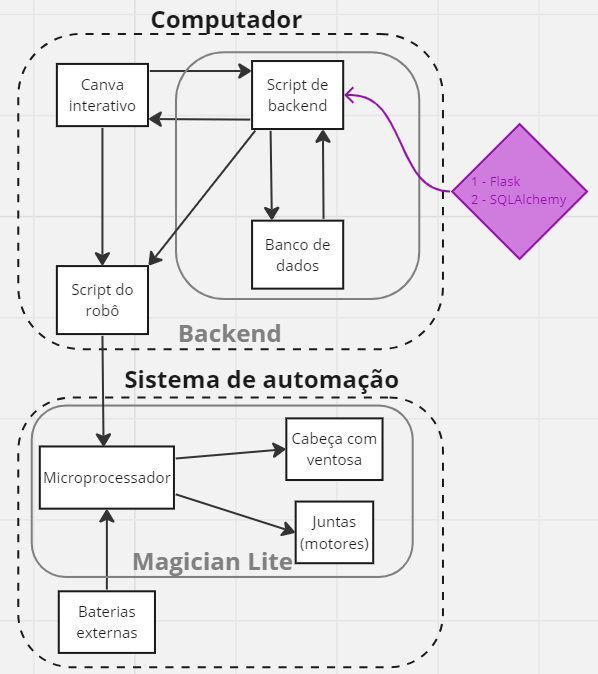 Computador
Canva
interativo
Script de
backend
1 - Flask
2 - SQLAlchemy
Banco de
dados
Script do
robô
Backend
Sistema de automação
Cabeça com
ventosa
Microprocessador
Juntas
(motores)
Magician Lite
Baterias
externas